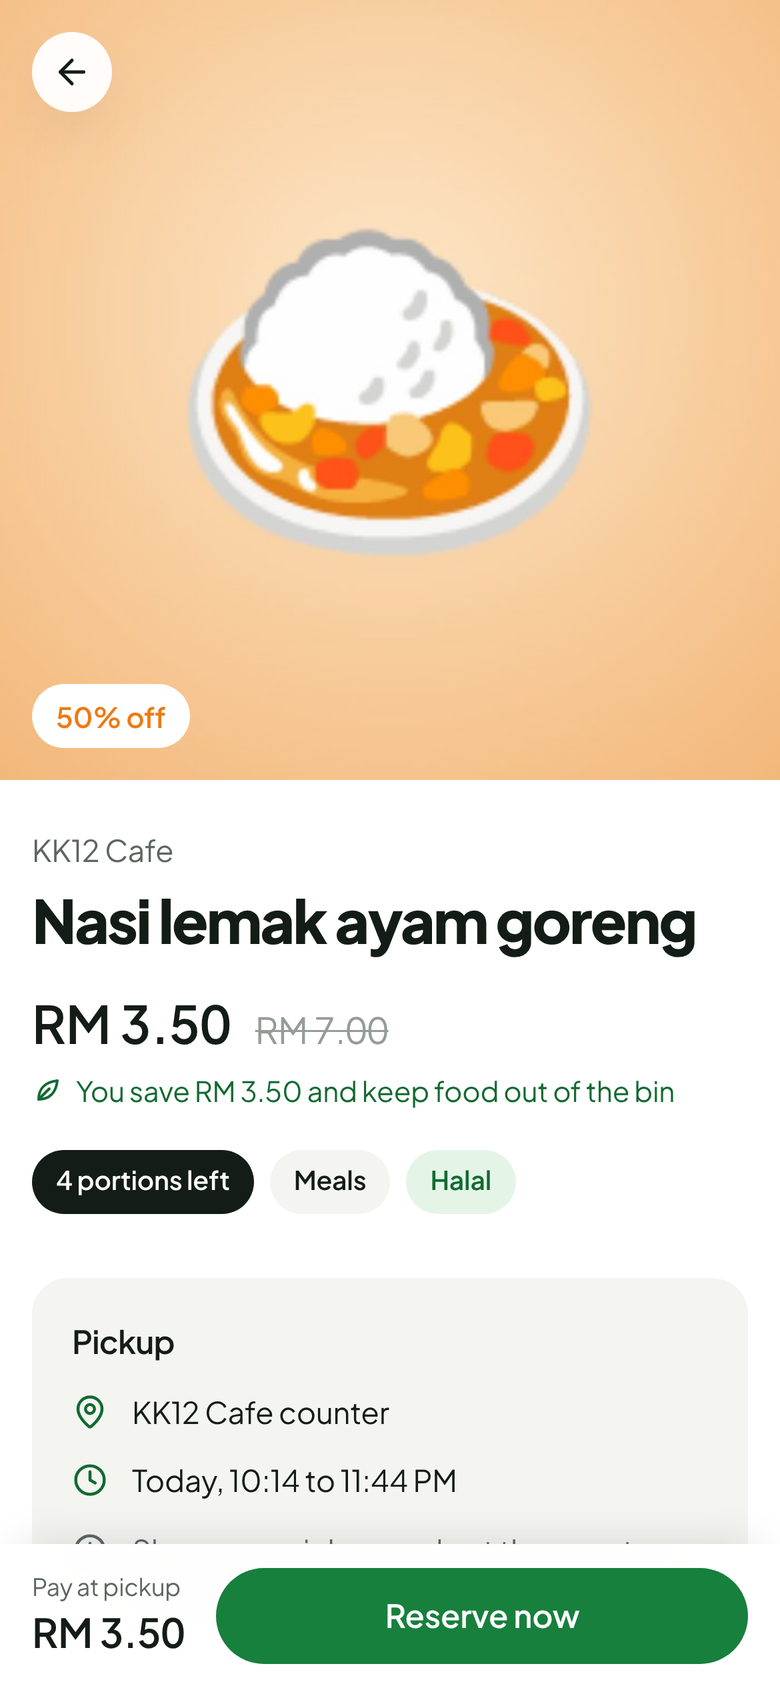 50% off
KK12 Cafe
Nasi lemak ayam goreng
RM 3.50 RM 7.00
You save RM 3.50 and keep food out of the bin
4 portions left Meals Halal
Pickup
KK12 Cafe counter
Today, 10:14 to 11:44 PM
Pay at pickup
RM 3.50
Reserve now